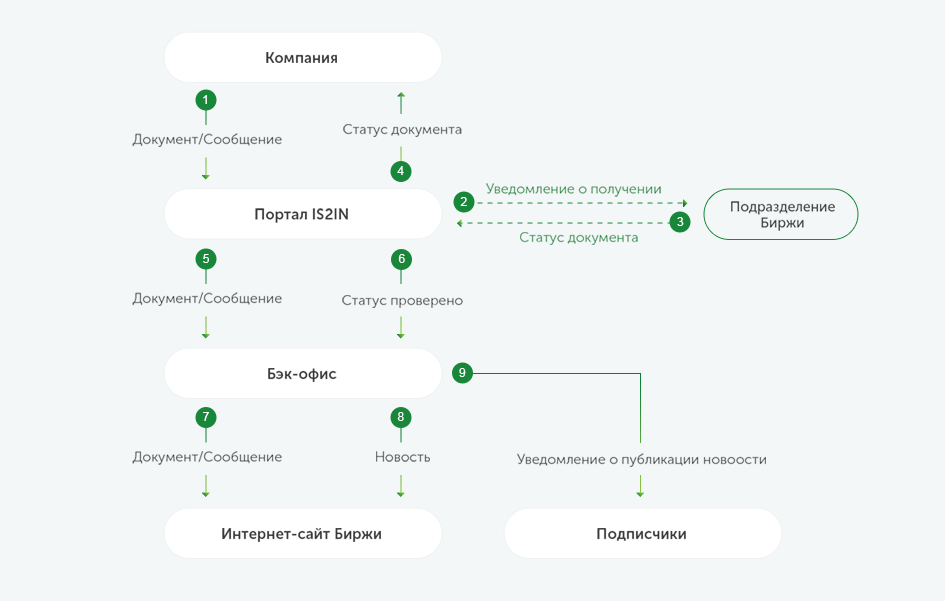 Компания
1
Документ/Сообщение
Статус документа
4
Портал IS2IN
2
Уведомление о получении
3
Статус документа
Подразделение
Биржи
5
6
Документ/Сообщение
Статус проверено
Бэк-офис
9
7
8
Документ/Сообщение
Новость
Уведомление о публикации новоости
Интернет-сайт Биржи
Подписчики